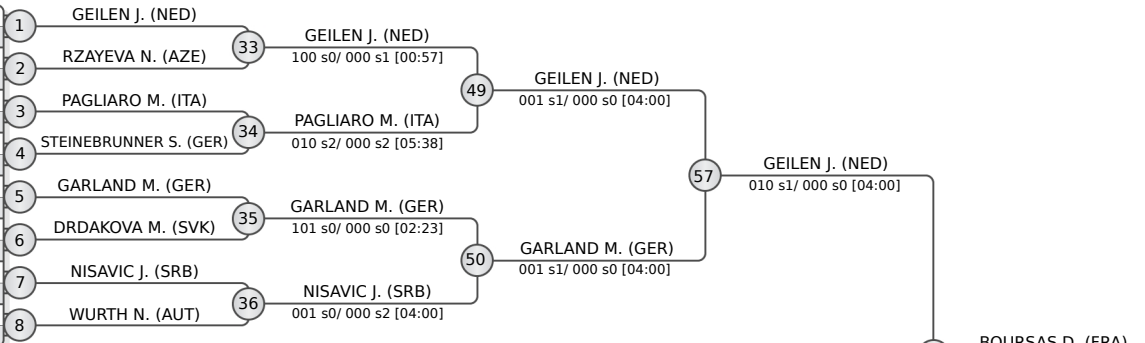 1
GEILEN J. (NED)
2
RZAYEVA N. (AZE)
33
GEILEN J. (NED)
100 s0/ 000 s1 [00:57]
3
PAGLIARO M. (ITA)
4
STEINEBRUNNER S. (GER)
34
PAGLIARO M. (ITA)
010 s2/ 000 s2 [05:38]
49
GEILEN J. (NED)
001 s1/ 000 s0 [04:00]
5
GARLAND M. (GER)
6
DRDAKOVA M. (SVK)
35
GARLAND M. (GER)
101 s0/ 000 s0 [02:23]
7
NISAVIC J. (SRB)
8
WURTH N. (AUT)
36
NISAVIC J. (SRB)
001 s0/ 000 s2 [04:00]
50
GARLAND M. (GER)
001 s1/ 000 s0 [04:00]
57
GEILEN J. (NED)
010 s1/ 000 s0 [04:00]
BOURSAS D. (FRA)